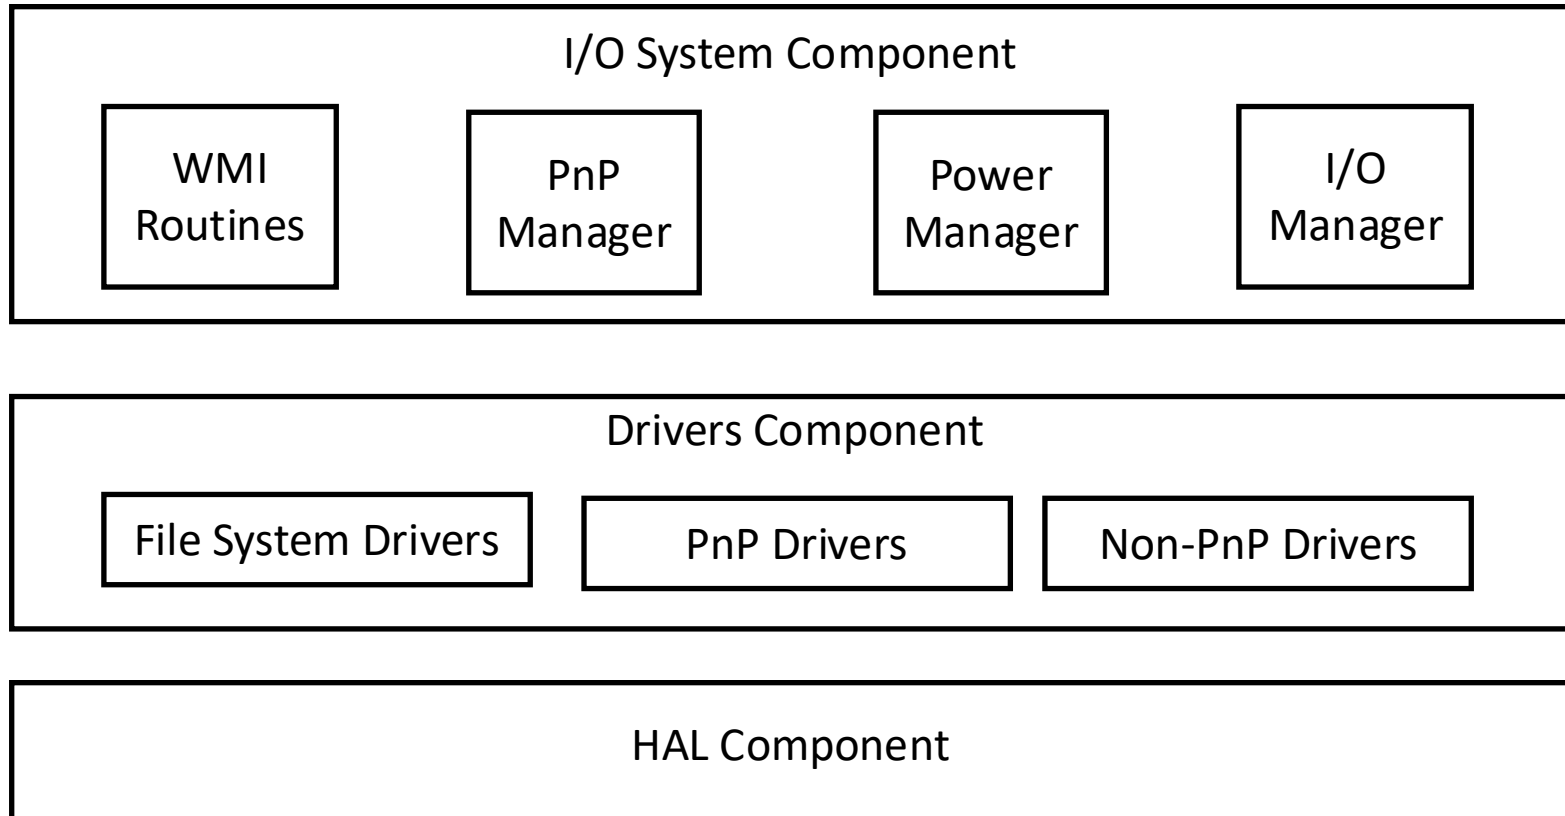 I/O System Component
WMI
Routines
PnP
Manager
Power
Manager
I/O
Manager
Drivers Component
File System Drivers
PnP Drivers
Non-PnP Drivers
HAL Component